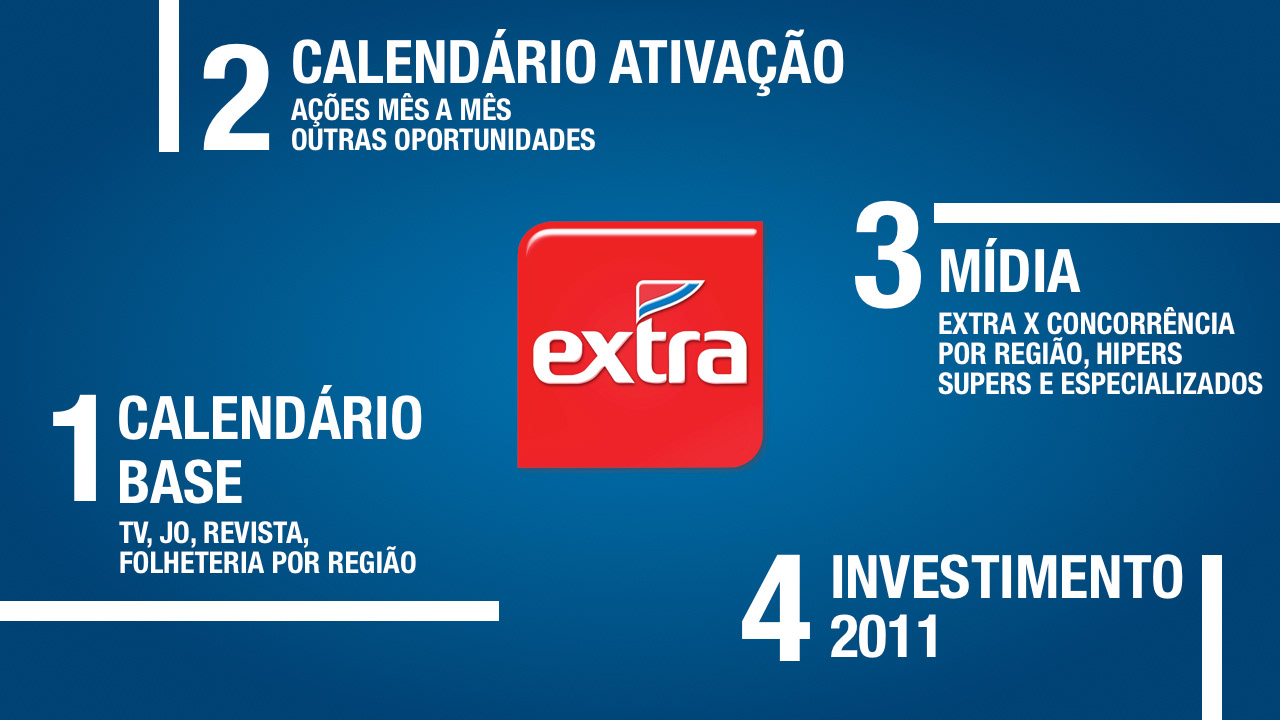 2 CALENDÁRIO ATIVAÇÃO
AÇÕES MÊS A MÊS
OUTRAS OPORTUNIDADES
3 MÍDIA
EXTRA X CONCORRÊNCIA
POR REGIÃO, HIPERS
SUPERS E ESPECIALIZADOS
extra
1 CALENDÁRIO
BASE
TV, JO, REVISTA,
FOLHETERIA POR REGIÃO
4 INVESTIMENTO
2011